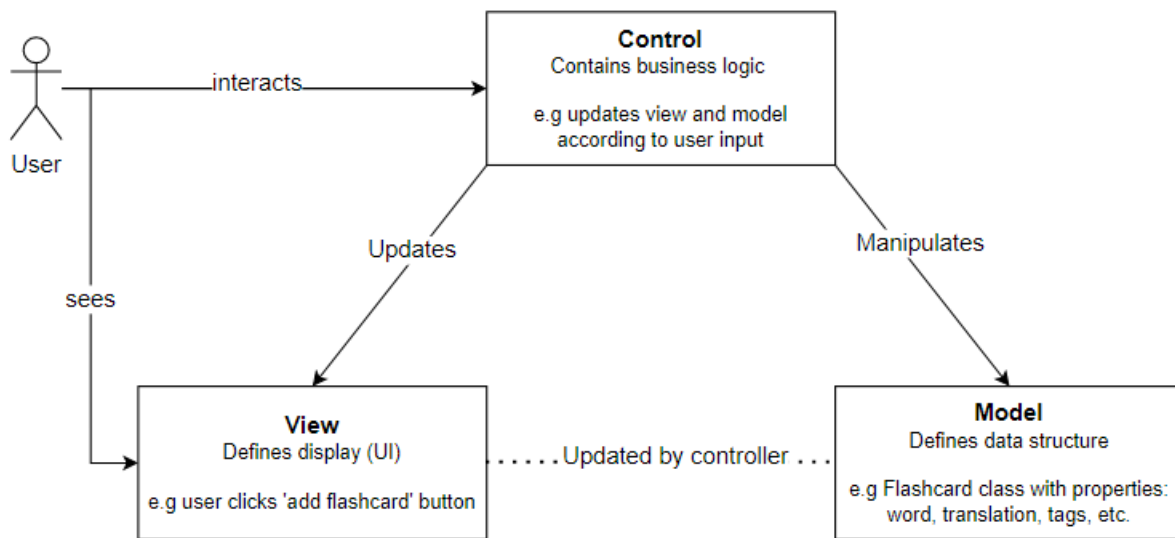 Control
Contains business logic
e.g updates view and model
according to user input
interacts
User
Updates
Manipulates
sees
View
Defines display (UI)
e.g user clicks 'add flashcard' button
Updated by controller
Model
Defines data structure
e.g Flashcard class with properties:
word, translation, tags, etc.